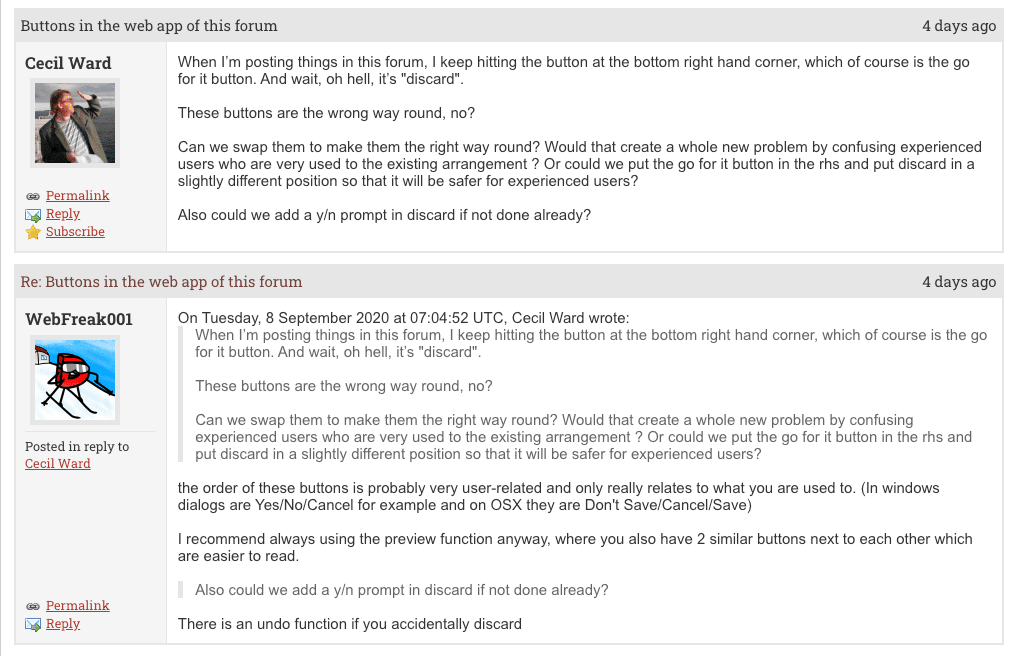 Buttons in the web app of this forum 4 days ago
Cecil Ward
When I’m posting things in this forum, I keep hitting the button at the bottom right hand corner, which of course is the go
for it button. And wait, oh hell, it’s "discard".
These buttons are the wrong way round, no?
Can we swap them to make them the right way round? Would that create a whole new problem by confusing experienced
users who are very used to the existing arrangement ? Or could we put the go for it button in the rhs and put discard in a
slightly different position so that it will be safer for experienced users?
Also could we add a y/n prompt in discard if not done already?
Permalink
Reply
Subscribe
Re: Buttons in the web app of this forum 4 days ago
WebFreak001
Posted in reply to
Cecil Ward
On Tuesday, 8 September 2020 at 07:04:52 UTC, Cecil Ward wrote:
When I’m posting things in this forum, I keep hitting the button at the bottom right hand corner, which of course is the go
for it button. And wait, oh hell, it’s "discard".
These buttons are the wrong way round, no?
Can we swap them to make them the right way round? Would that create a whole new problem by confusing
experienced users who are very used to the existing arrangement ? Or could we put the go for it button in the rhs and
put discard in a slightly different position so that it will be safer for experienced users?
the order of these buttons is probably very user-related and only really relates to what you are used to. (In windows
dialogs are Yes/No/Cancel for example and on OSX they are Don't Save/Cancel/Save)
I recommend always using the preview function anyway, where you also have 2 similar buttons next to each other which
are easier to read.
Also could we add a y/n prompt in discard if not done already?
There is an undo function if you accidentally discard
Permalink
Reply